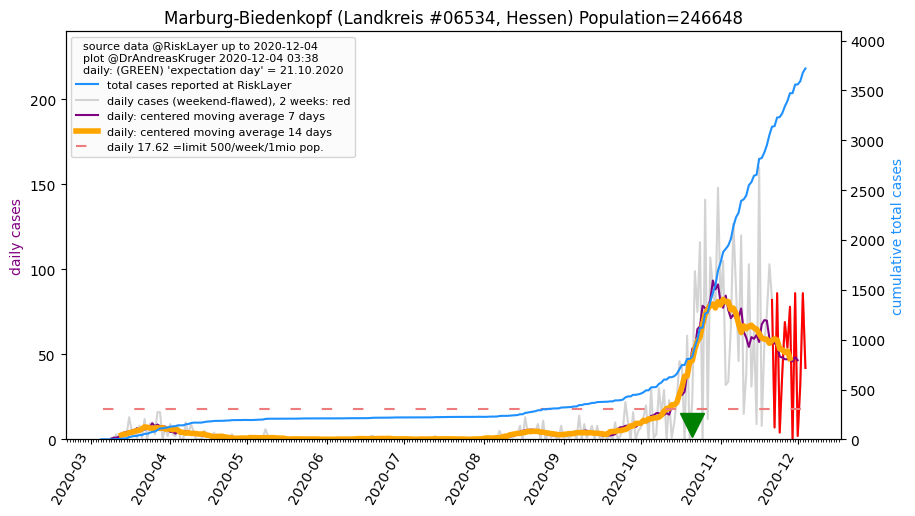 Marburg-Biedenkopf (Landkreis #06534, Hessen) Population=246648
source data @RiskLayer up to 2020-12-04
plot @DrAndreasKruger 2020-12-04 03:38
daily: (GREEN) 'expectation day' = 21.10.2020
total cases reported at RiskLayer
daily cases (weekend-flawed), 2 weeks: red
daily: centered moving average 7 days
daily: centered moving average 14 days
daily 17.62 =limit 500/week/1mio pop.
daily cases
200
150
100
50
0
cumulative total cases
4000
3500
3000
2500
2000
1500
1000
500
0
2020-03
2020-04
2020-05
2020-06
2020-07
2020-08
2020-09
2020-10
2020-11
2020-12